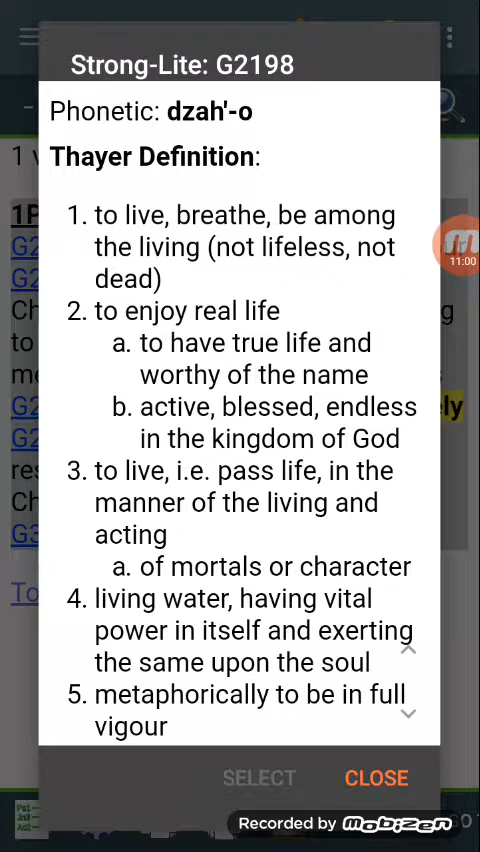 Strong-Lite: G2198
Phonetic: dzah'-o
Thayer Definition:
1. to live, breathe, be among
the living (not lifeless, not
dead)
2. to enjoy real life
a. to have true life and
worthy of the name
b. active, blessed, endless
in the kingdom of God
3. to live, i.e. pass life, in the
manner of the living and
acting
a. of mortals or character
4. living water, having vital
power in itself and exerting
the same upon the soul
5. metaphorically to be in full
vigour
SELECT CLOSE
11:00
Recorded by mobizen